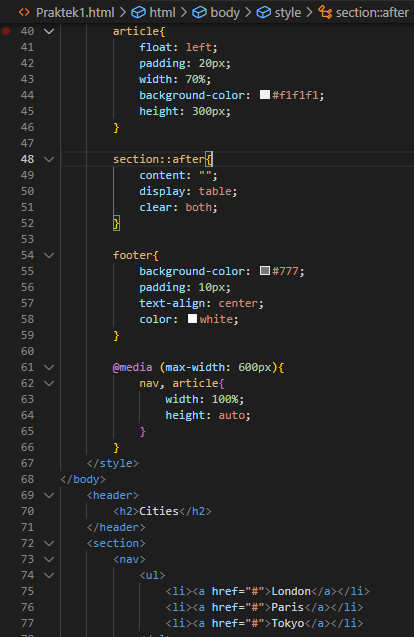 Praktek1.html > html > body > style > section::after
40 article{
41 float: left;
42 padding: 20px;
43 width: 70%;
44 background-color: #f1f1f1;
45 height: 300px;
46 }
47
48 section::after{
49 content: "";
50 display: table;
51 clear: both;
52 }
53
54 footer{
55 background-color: #777;
56 padding: 10px;
57 text-align: center;
58 color: white;
59 }
60
61 @media (max-width: 600px){
62 nav, article{
63 width: 100%;
64 height: auto;
65 }
66 }
67 </style>
68 </body>
69 <header>
70 <h2>Cities</h2>
71 </header>
72 <section>
73 <nav>
74 <ul>
75 <li><a href="#">London</a></li>
76 <li><a href="#">Paris</a></li>
77 <li><a href="#">Tokyo</a></li>